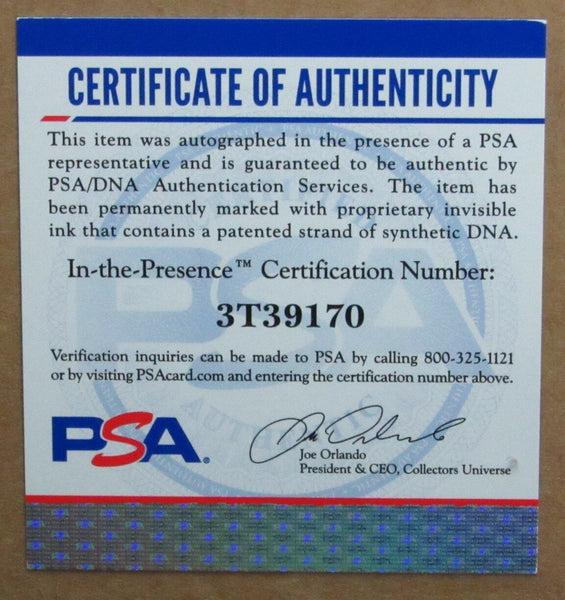 CERTIFICATE OF AUTHENTICITY
This item was autographed in the presence of a PSA
representative and is guaranteed to be authentic by
PSA/DNA Authentication Services. The item has
been permanently marked with proprietary invisible
ink that contains a patented strand of synthetic DNA.
In-the-Presence™ Certification Number:
3T39170
Verification inquiries can be made to PSA by calling 800-325-1121
or by visiting PSAcard.com and entering the certification number above.
PSA®
Joe Orlando
President & CEO, Collectors Universe